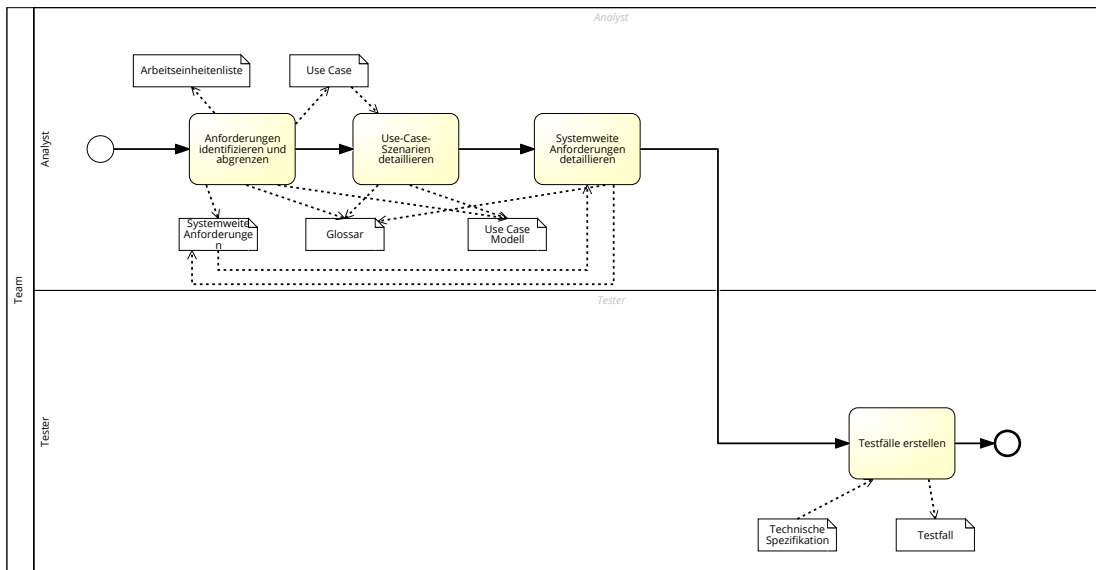 Team
Analyst
Analyst
Arbeitseinheitenliste
Use Case
Anforderungen
identifizieren und
abgrenzen
Use-Case-
Szenarien
detaillieren
Systemweite
Anforderungen
detaillieren
Systemweite
Anforderunge
n
Glossar
Use Case
Modell
Tester
Tester
Testfälle erstellen
Technische
Spezifikation
Testfall